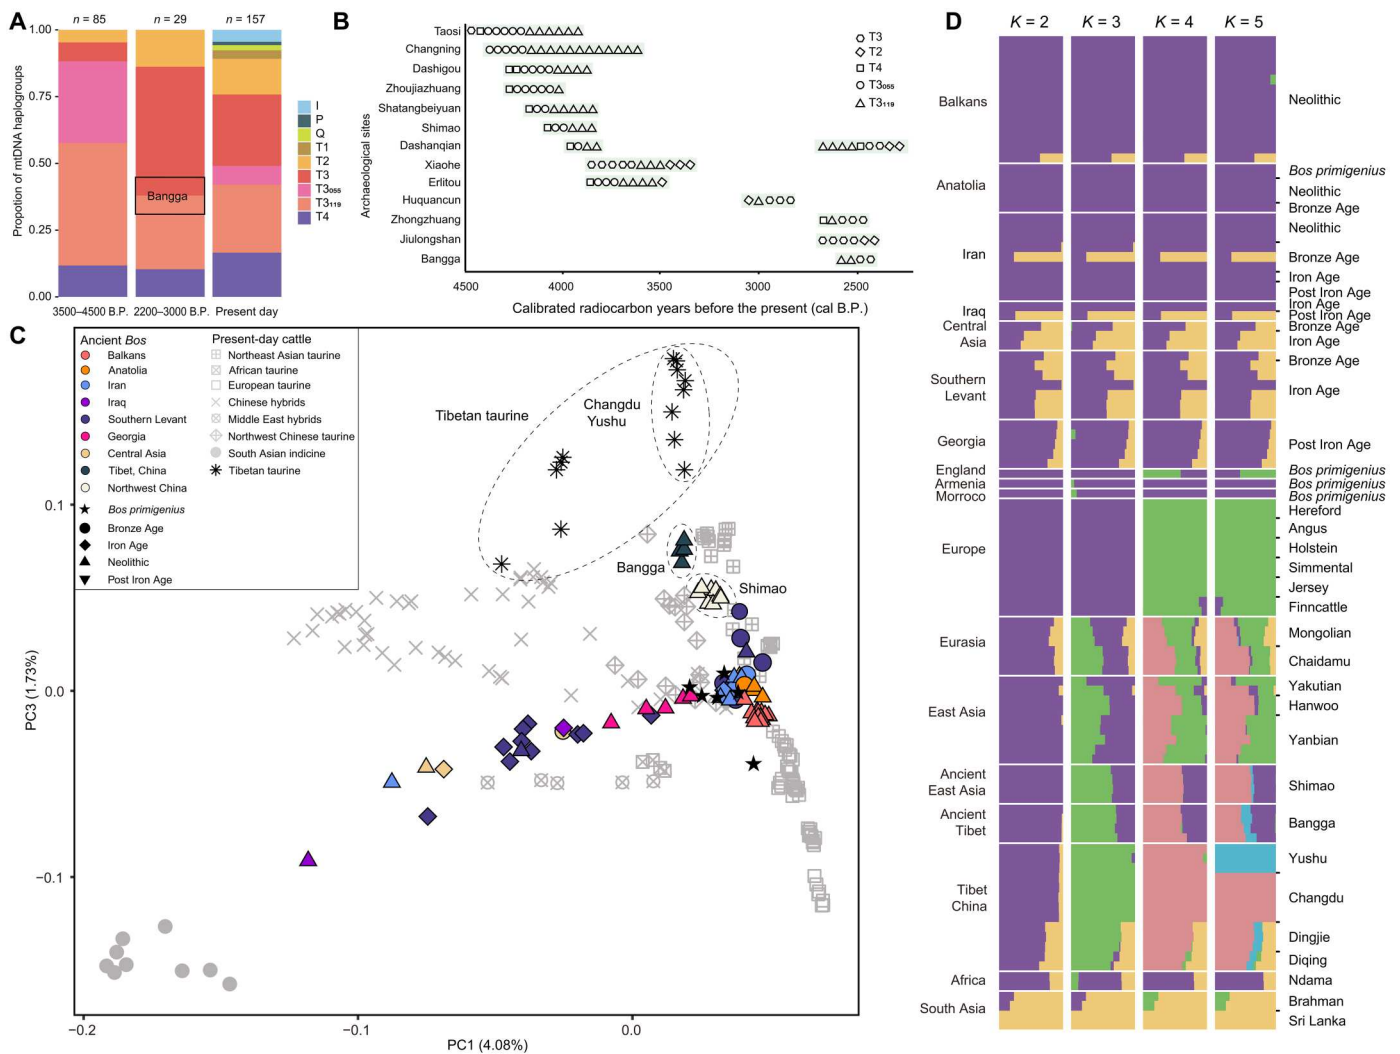 A
n = 85
n = 29
n = 157
Propotion of mtDNA haplogroups
1.00
0.75
0.50
0.25
0.00
Bangga
3500–4500 B.P.
2200–3000 B.P.
Present day
I
P
Q
T1
T2
T3
T3055
T3119
T4
B
Archaeological sites
Taosi
Changning
Dashigou
Zhoujiazhuang
Shatangbeiyuan
Shimao
Dashanqian
Xiaohe
Erlitou
Huquancun
Zhongzhuang
Jiulongshan
Bangga
T3
T2
T4
T3055
T3119
4500
4000
3500
3000
2500
Calibrated radiocarbon years before the present (cal B.P.)
C
Ancient Bos
Balkans
Anatolia
Iran
Iraq
Southern Levant
Georgia
Central Asia
Tibet, China
Northwest China
Bos primigenius
Bronze Age
Iron Age
Neolithic
Post Iron Age
Present-day cattle
Northeast Asian taurine
African taurine
European taurine
Chinese hybrids
Middle East hybrids
Northwest Chinese taurine
South Asian indicine
Tibetan taurine
Tibetan taurine
Changdu
Yushu
Bangga
Shimao
PC3 (1.73%)
0.1
0.0
−0.1
−0.2
−0.1
0.0
PC1 (4.08%)
D
K = 2
K = 3
K = 4
K = 5
Balkans
Anatolia
Iran
Iraq
Central
Asia
Southern
Levant
Georgia
England
Armenia
Morroco
Europe
Eurasia
East Asia
Ancient
East Asia
Ancient
Tibet
Tibet
China
Africa
South Asia
Neolithic
Bos primigenius
Neolithic
Bronze Age
Neolithic
Bronze Age
Iron Age
Post Iron Age
Iron Age
Post Iron Age
Bronze Age
Iron Age
Bronze Age
Iron Age
Post Iron Age
Bos primigenius
Bos primigenius
Bos primigenius
Hereford
Angus
Holstein
Simmental
Jersey
Finncattle
Mongolian
Chaidamu
Yakutian
Hanwoo
Yanbian
Shimao
Bangga
Yushu
Changdu
Dingjie
Diqing
Ndama
Brahman
Sri Lanka